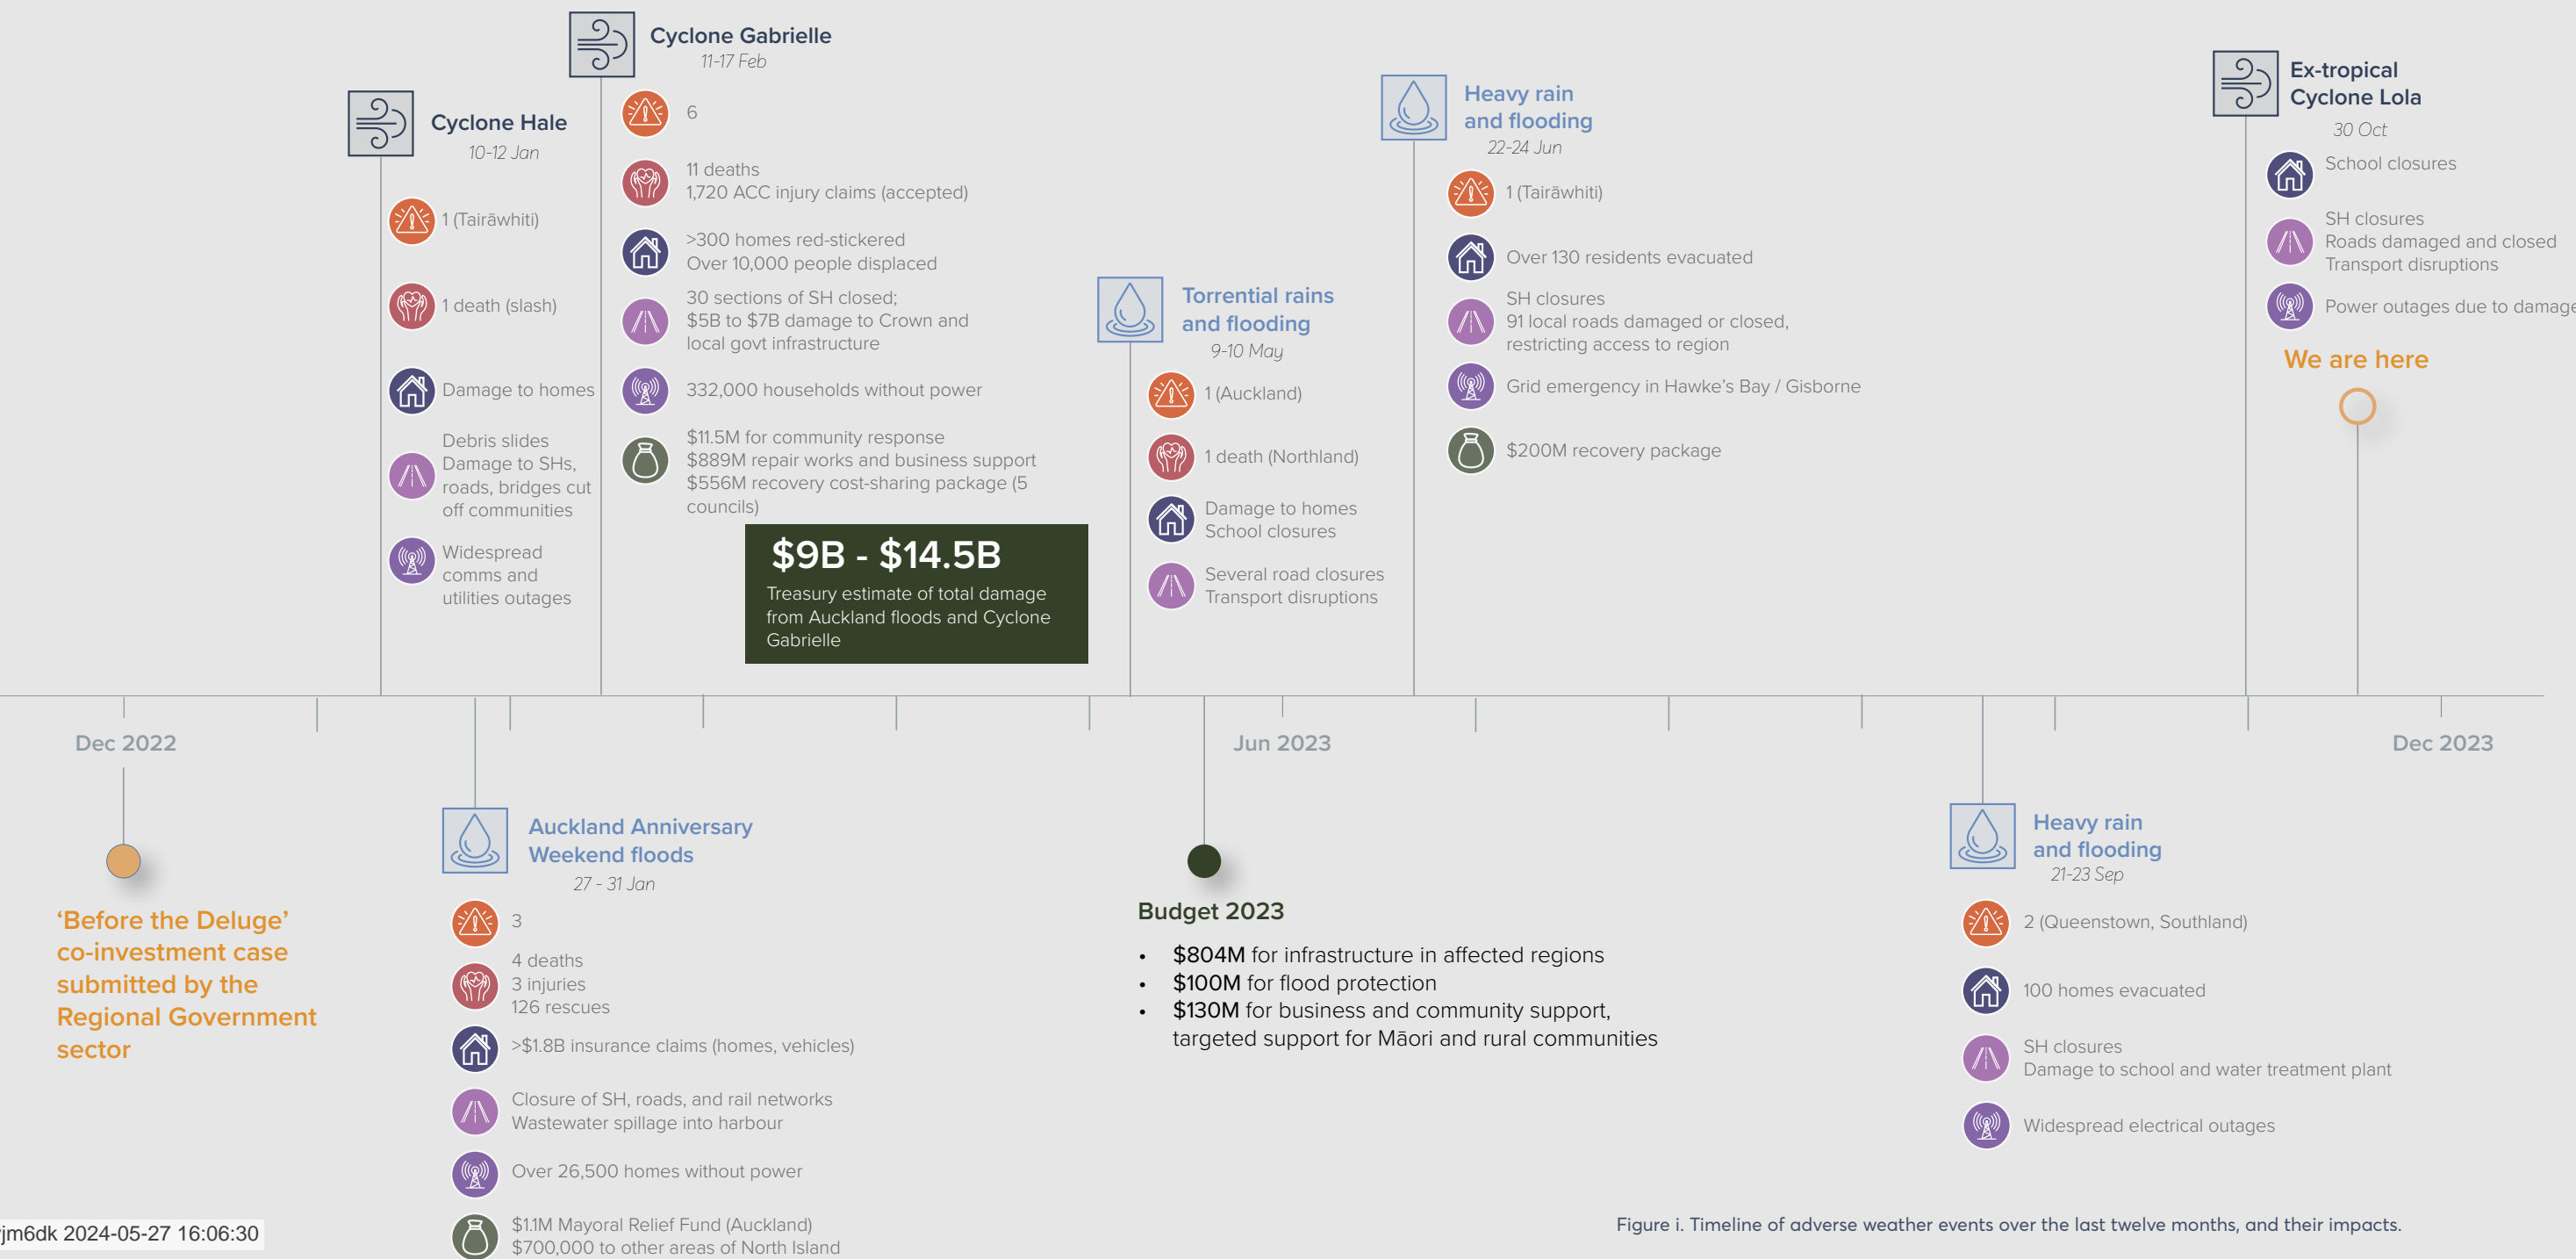 Cyclone Hale
10-12 Jan
1 (Tairāwhiti)
1 death (slash)
Damage to homes
Debris slides
Damage to SHs,
roads, bridges cut
off communities
Widespread
comms and
utilities outages
Cyclone Gabrielle
11-17 Feb
6
11 deaths
1,720 ACC injury claims (accepted)
>300 homes red-stickered
Over 10,000 people displaced
30 sections of SH closed;
$5B to $7B damage to Crown and
local govt infrastructure
332,000 households without power
$11.5M for community response
$889M repair works and business support
$556M recovery cost-sharing package (5
councils)
$9B - $14.5B
Treasury estimate of total damage
from Auckland floods and Cyclone
Gabrielle
Torrential rains
and flooding
9-10 May
1 (Auckland)
1 death (Northland)
Damage to homes
School closures
Several road closures
Transport disruptions
Heavy rain
and flooding
22-24 Jun
1 (Tairāwhiti)
Over 130 residents evacuated
SH closures
91 local roads damaged or closed,
restricting access to region
Grid emergency in Hawke's Bay / Gisborne
$200M recovery package
Ex-tropical
Cyclone Lola
30 Oct
School closures
SH closures
Roads damaged and closed
Transport disruptions
Power outages due to damage
We are here
Dec 2022
Jun 2023
Dec 2023
‘Before the Deluge’
co-investment case
submitted by the
Regional Government
sector
Auckland Anniversary
Weekend floods
27 - 31 Jan
3
4 deaths
3 injuries
126 rescues
>$1.8B insurance claims (homes, vehicles)
Closure of SH, roads, and rail networks
Wastewater spillage into harbour
Over 26,500 homes without power
$1.1M Mayoral Relief Fund (Auckland)
$700,000 to other areas of North Island
Budget 2023
• $804M for infrastructure in affected regions
• $100M for flood protection
• $130M for business and community support,
targeted support for Māori and rural communities
Heavy rain
and flooding
21-23 Sep
2 (Queenstown, Southland)
100 homes evacuated
SH closures
Damage to school and water treatment plant
Widespread electrical outages
jm6dk 2024-05-27 16:06:30
Figure i. Timeline of adverse weather events over the last twelve months, and their impacts.